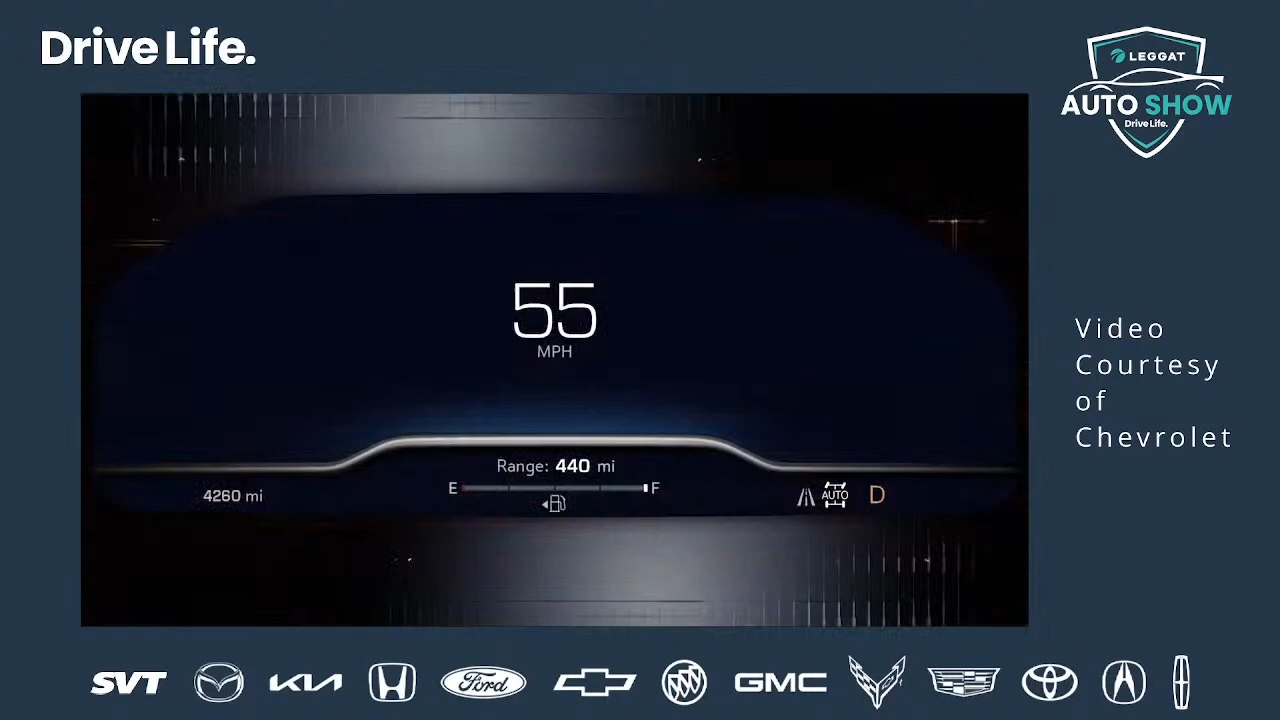 Drive Life.
LEGGAT
AUTO SHOW
Drive Life.
55
MPH
Range: 440 mi
E F
4260 mi
AUTO D
Video
Courtesy
of
Chevrolet
SVT KIA Ford GMC